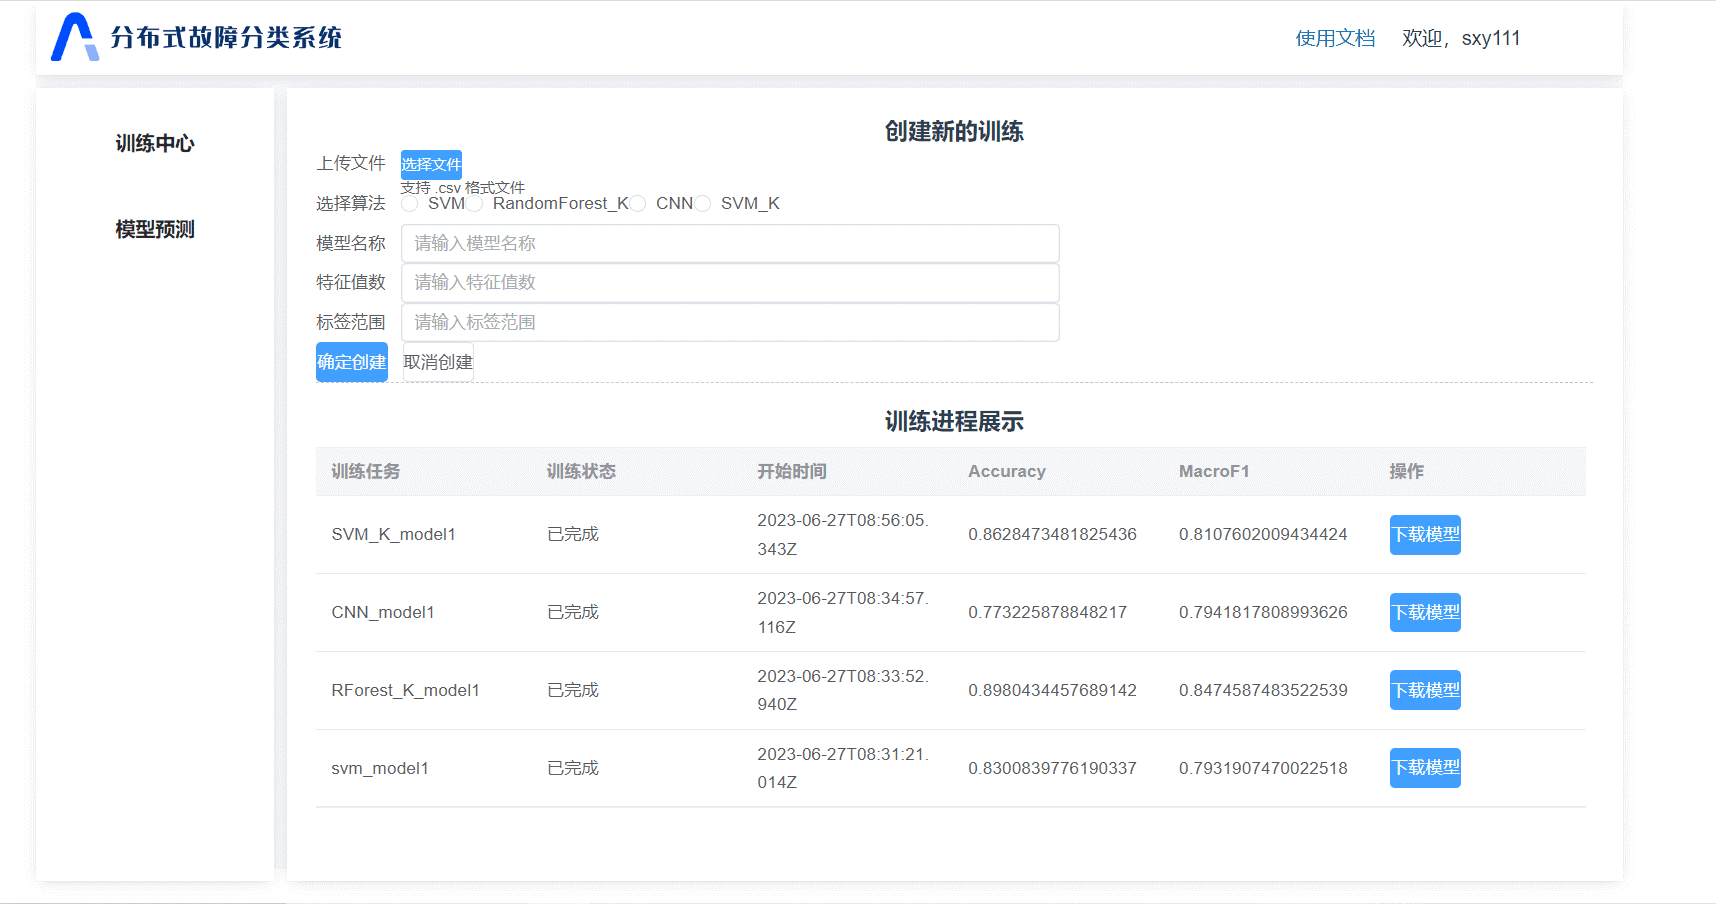 分布式故障分类系统
使用文档 欢迎，sxy111
训练中心
模型预测
创建新的训练
上传文件 选择文件
支持 .csv 格式文件
选择算法 SVM RandomForest_K CNN SVM_K
模型名称 请输入模型名称
特征值数 请输入特征值数
标签范围 请输入标签范围
确定创建 取消创建
训练进程展示
训练任务 训练状态 开始时间 Accuracy MacroF1 操作
SVM_K_model1 已完成 2023-06-27T08:56:05.
343Z 0.8628473481825436 0.8107602009434424 下载模型
CNN_model1 已完成 2023-06-27T08:34:57.
116Z 0.773225878848217 0.7941817808993626 下载模型
RForest_K_model1 已完成 2023-06-27T08:33:52.
940Z 0.8980434457689142 0.8474587483522539 下载模型
svm_model1 已完成 2023-06-27T08:31:21.
014Z 0.8300839776190337 0.7931907470022518 下载模型